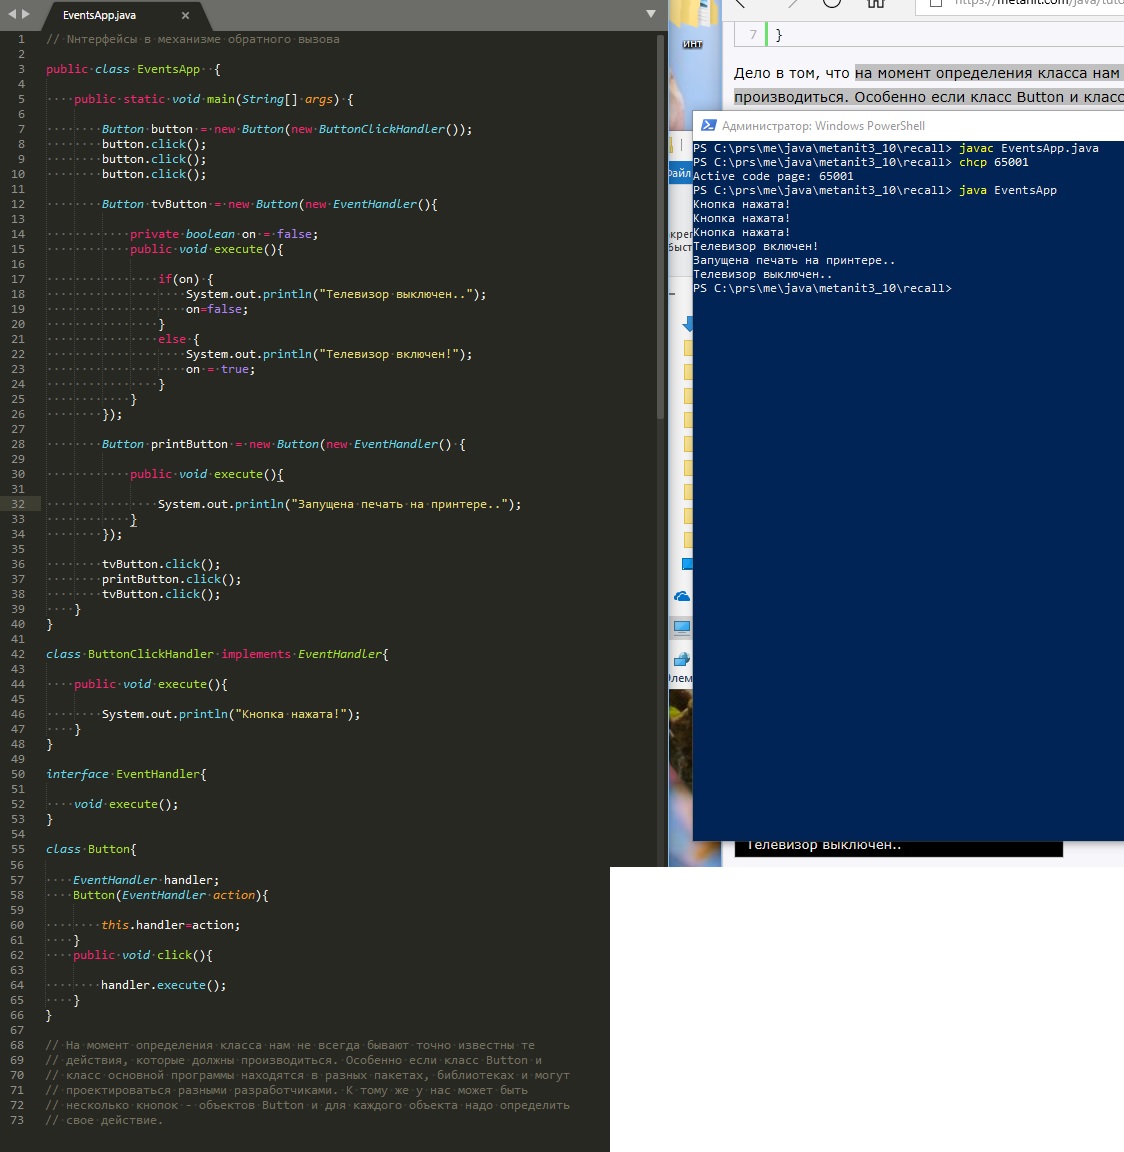 EventsApp.java
1 // Nнтерфейсы в механизме обратного вызова
2
3 public class EventsApp  {
4
5     public static void main(String[] args) {
6
7         Button button = new Button(new ButtonClickHandler());
8         button.click();
9         button.click();
10         button.click();
11
12         Button tvButton = new Button(new EventHandler(){
13
14             private boolean on = false;
15             public void execute(){
16
17                 if(on) {
18                     System.out.println("Телевизор выключен..");
19                     on=false;
20                 }
21                 else {
22                     System.out.println("Телевизор включен!");
23                     on = true;
24                 }
25             }
26         });
27
28         Button printButton = new Button(new EventHandler() {
29
30             public void execute(){
31
32                 System.out.println("Запущена печать на принтере..");
33             }
34         });
35
36         tvButton.click();
37         printButton.click();
38         tvButton.click();
39     }
40 }
41
42 class ButtonClickHandler implements EventHandler{
43
44     public void execute(){
45
46         System.out.println("Кнопка нажата!");
47     }
48 }
49
50 interface EventHandler{
51
52     void execute();
53 }
54
55 class Button{
56
57     EventHandler handler;
58     Button(EventHandler action){
59
60         this.handler=action;
61     }
62     public void click(){
63
64         handler.execute();
65     }
66 }
67
68 // На момент определения класса нам не всегда бывают точно известны те
69 // действия, которые должны производиться. Особенно если класс Button и
70 // класс основной программы находятся в разных пакетах, библиотеках и могут
71 // проектироваться разными разработчиками. К тому же у нас может быть
72 // несколько кнопок - объектов Button и для каждого объекта надо определить
73 // свое действие.
инт
https://metanit.com/java/tuto
7 }
Дело в том, что на момент определения класса нам
производиться. Особенно если класс Button и класс
Администратор: Windows PowerShell
PS C:\prs\me\java\metanit3_10\recall> javac EventsApp.java
PS C:\prs\me\java\metanit3_10\recall> chcp 65001
Active code page: 65001
PS C:\prs\me\java\metanit3_10\recall> java EventsApp
Кнопка нажата!
Кнопка нажата!
Кнопка нажата!
Телевизор включен!
Запущена печать на принтере..
Телевизор выключен..
PS C:\prs\me\java\metanit3_10\recall>
Телевизор выключен..